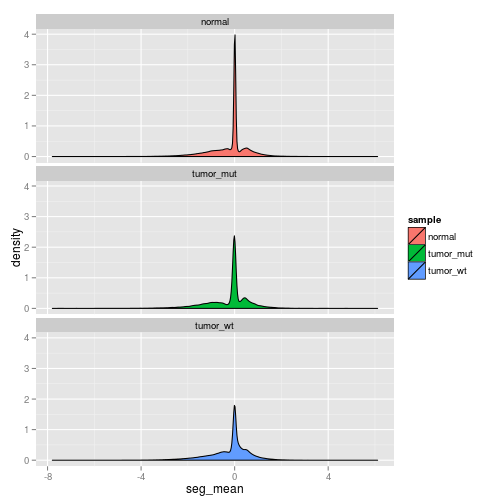 normal
4
3
2
1
0
tumor_mut
4
3
2
1
0
tumor_wt
4
3
2
1
0
-8 -4 0 4
seg_mean
density
sample
normal
tumor_mut
tumor_wt